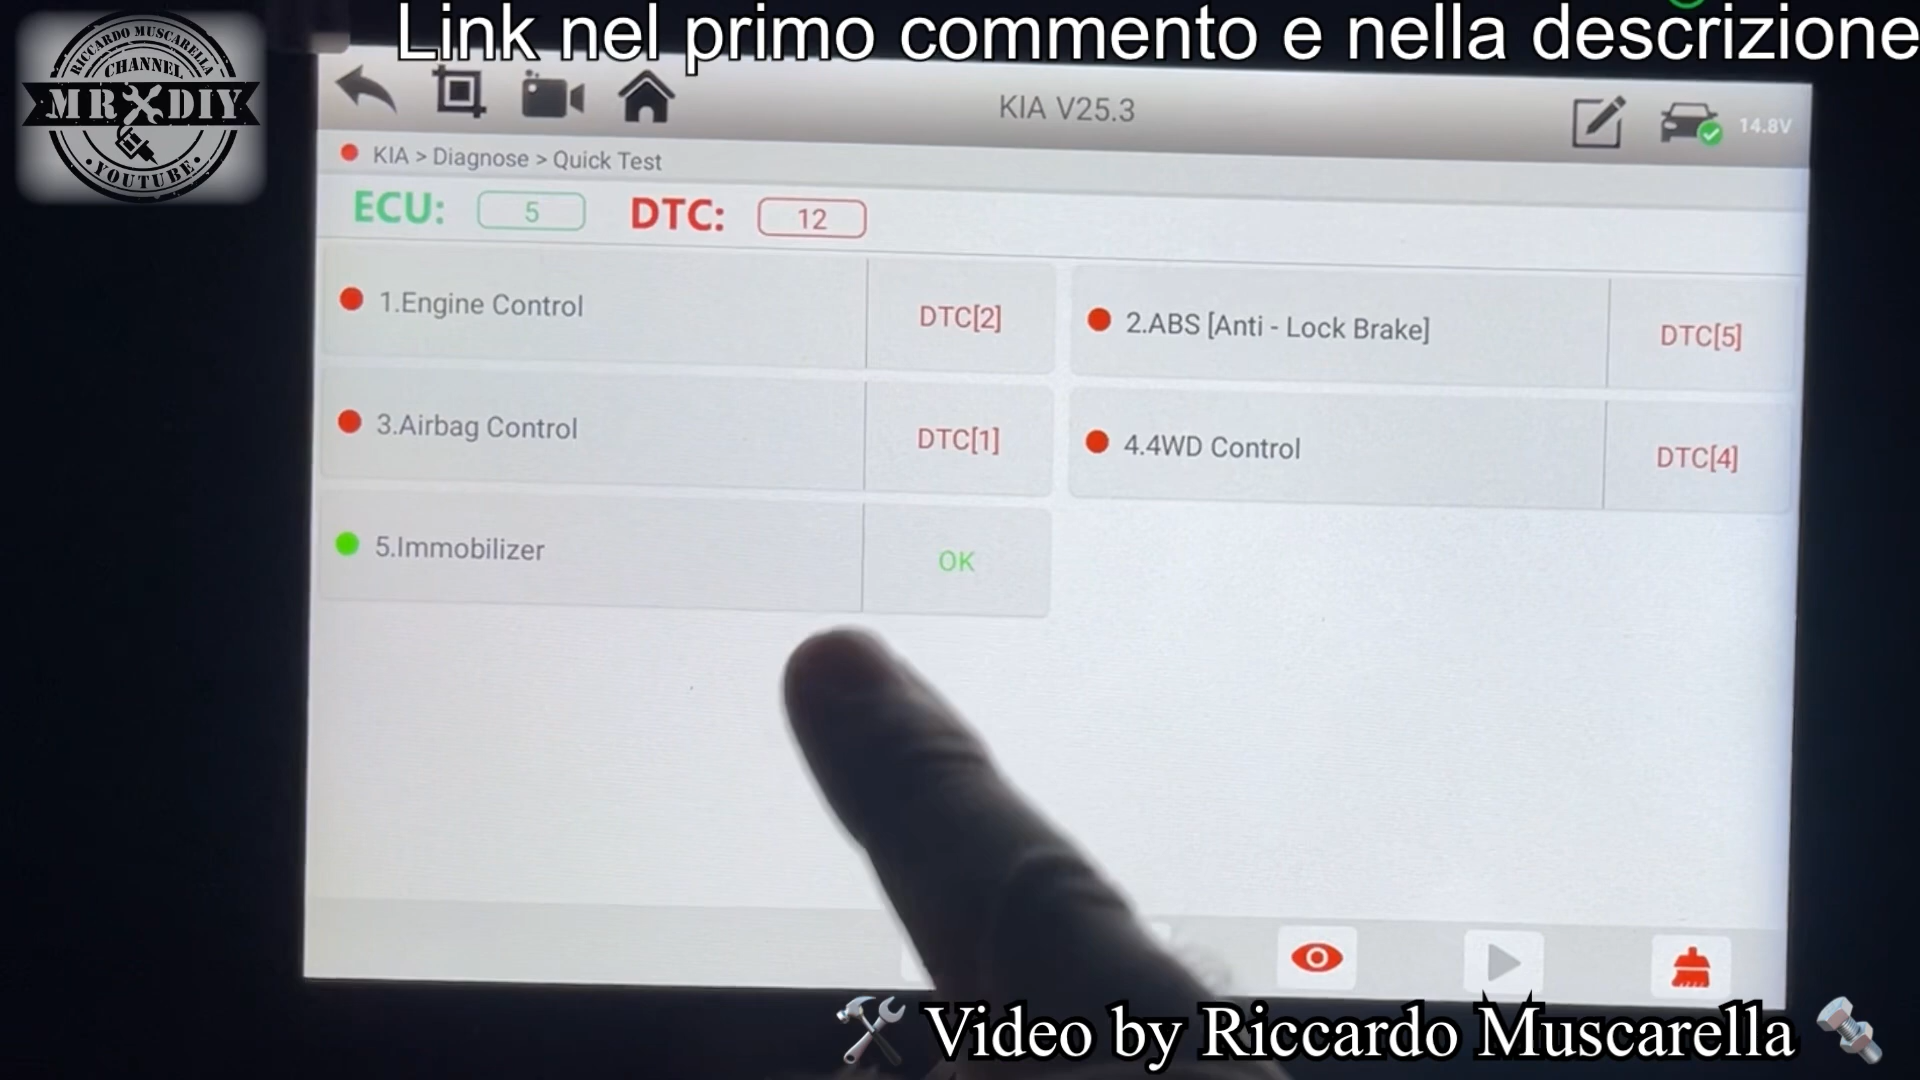 Link nel primo commento e nella descrizione
RICCARDO MUSCARELLA
CHANNEL
MR DIY
YOUTUBE
KIA V25.3
14.8V
KIA > Diagnose > Quick Test
ECU: 5 DTC: 12
1.Engine Control DTC[2]
2.ABS [Anti - Lock Brake] DTC[5]
3.Airbag Control DTC[1]
4.4WD Control DTC[4]
5.Immobilizer OK
Video by Riccardo Muscarella